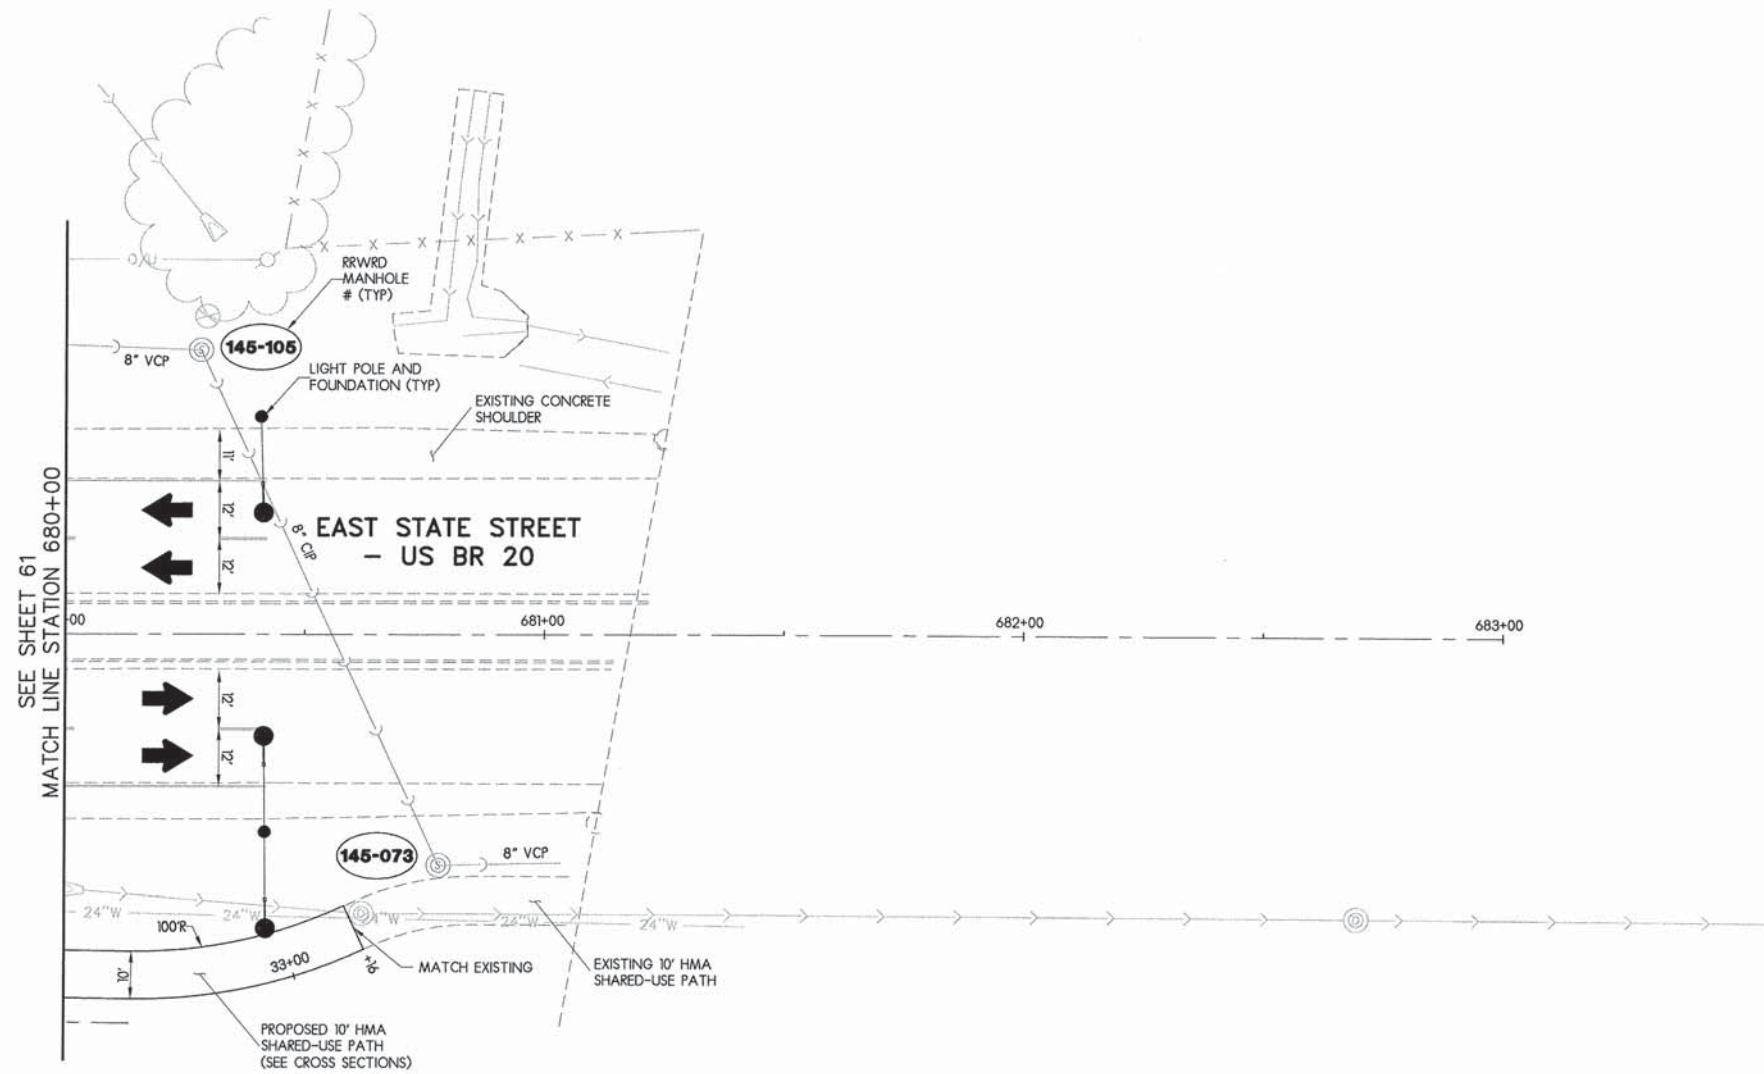 O/U
RRWRD
MANHOLE
# (TYP)
145-105
8" VCP
S
LIGHT POLE AND
FOUNDATION (TYP)
EXISTING CONCRETE
SHOULDER
11'
12'
12'
8" CIP
EAST STATE STREET
- US BR 20
SEE SHEET 61
MATCH LINE STATION 680+00
00
681+00
682+00
683+00
12'
12'
145-073
S
8" VCP
24"W
24"W
24"W
24"W
D
D
100'R
10'
33+00
+16
MATCH EXISTING
EXISTING 10' HMA
SHARED-USE PATH
PROPOSED 10' HMA
SHARED-USE PATH
(SEE CROSS SECTIONS)